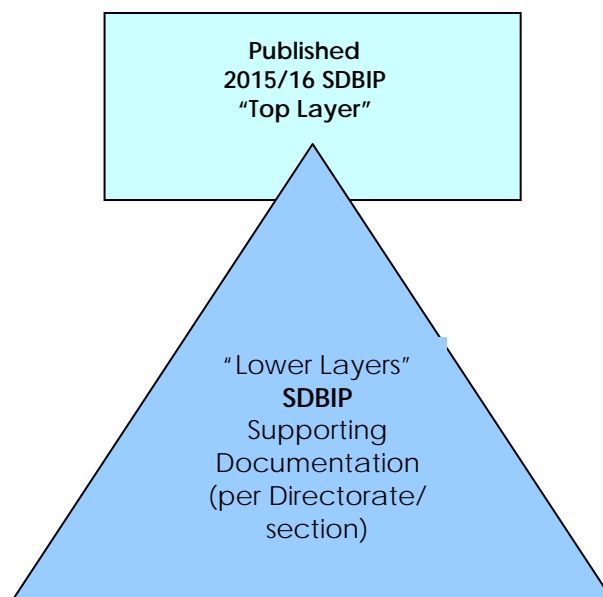 Published
2015/16 SDBIP
“Top Layer”
“Lower Layers”
SDBIP
Supporting
Documentation
(per Directorate/
section)